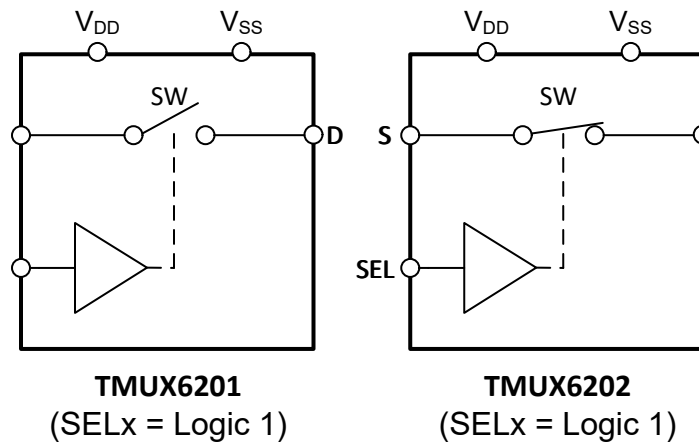 VDD VSS VDD VSS
SW SW
D S
SEL
TMUX6201 TMUX6202
(SELx = Logic 1) (SELx = Logic 1)